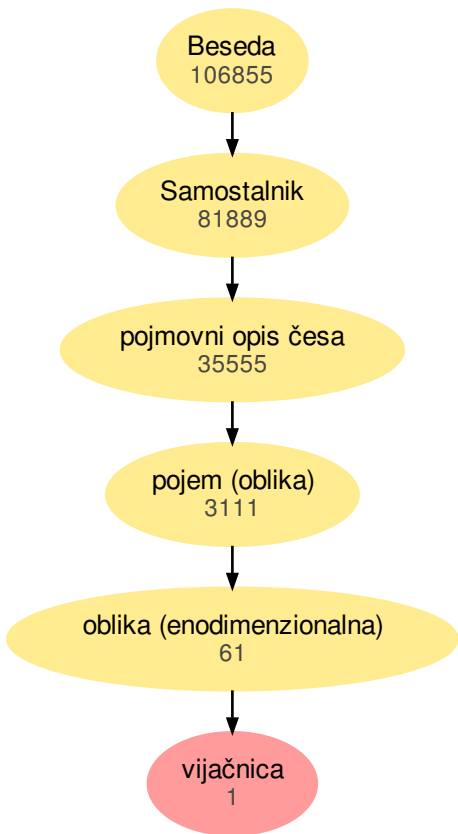 Beseda
106855
Samostalnik
81889
pojmovni opis česa
35555
pojem (oblika)
3111
oblika (enodimenzionalna)
61
vijačnica
1